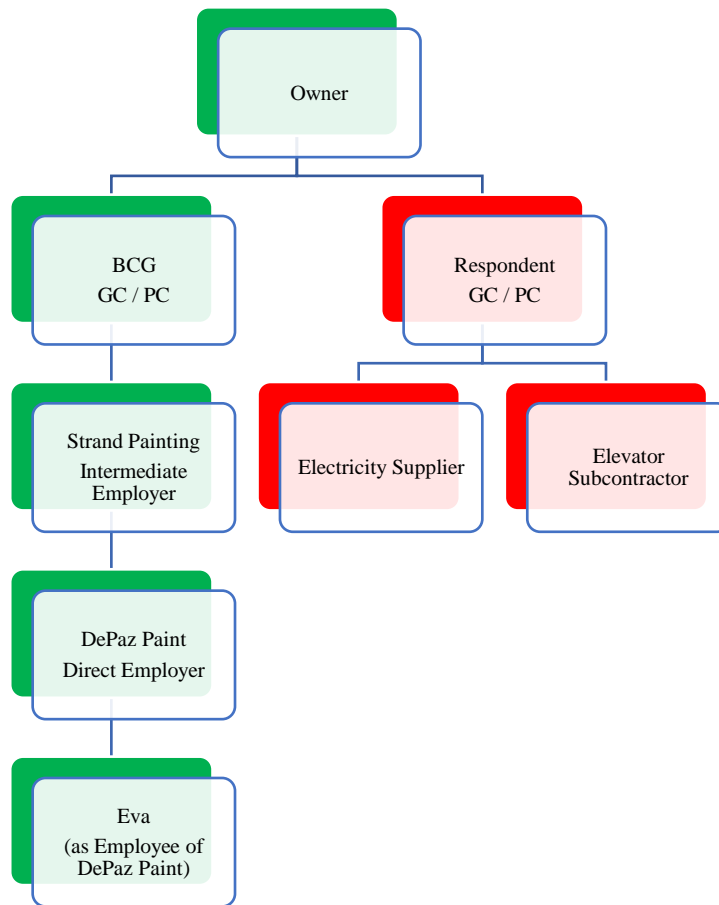 Owner
BCG
GC / PC
Respondent
GC / PC
Strand Painting
Intermediate
Employer
Electricity Supplier
Elevator
Subcontractor
DePaz Paint
Direct Employer
Eva
(as Employee of
DePaz Paint)